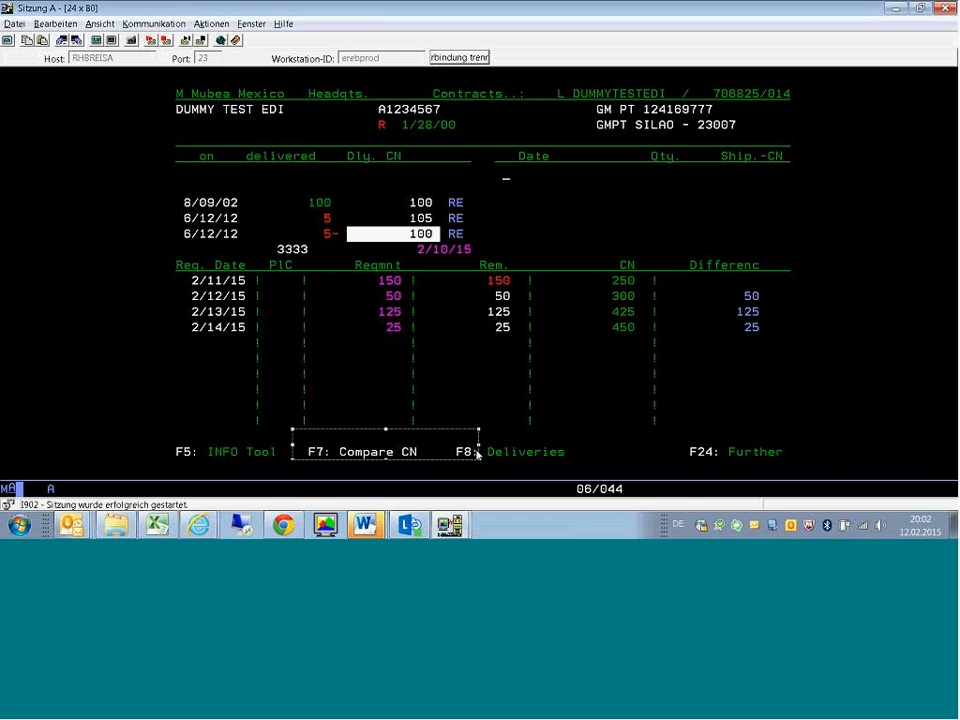 Sitzung A - [24 x 80]
Datei Bearbeiten Ansicht Kommunikation Aktionen Fenster Hilfe
Host: RHBREISA Port: 23 Workstation-ID: erebprod rbindung trenr
M Mubea Mexico Headqts. Contracts..: L DUMMYTESTEDI / 706825/014
DUMMY TEST EDI A1234567 GM PT 124169777
R 1/28/00 GMPT SILAO - 23007
on delivered Dly. CN Date Qty. Ship.-CN
_
8/09/02 100 100 RE
6/12/12 5 105 RE
6/12/12 5- 100 RE
3333 2/10/15
Req. Date PlC Reqmnt Rem. CN Differenc
2/11/15 ! ! 150 ! 150 ! 250 !
2/12/15 ! ! 50 ! 50 ! 300 ! 50
2/13/15 ! ! 125 ! 125 ! 425 ! 125
2/14/15 ! ! 25 ! 25 ! 450 ! 25
! ! ! ! !
! ! ! ! !
! ! ! ! !
! ! ! ! !
! ! ! ! !
! ! ! ! !
F5: INFO Tool F7: Compare CN F8: Deliveries F24: Further
MA A 06/044
I902 - Sitzung wurde erfolgreich gestartet.
DE 20:02
12.02.2015